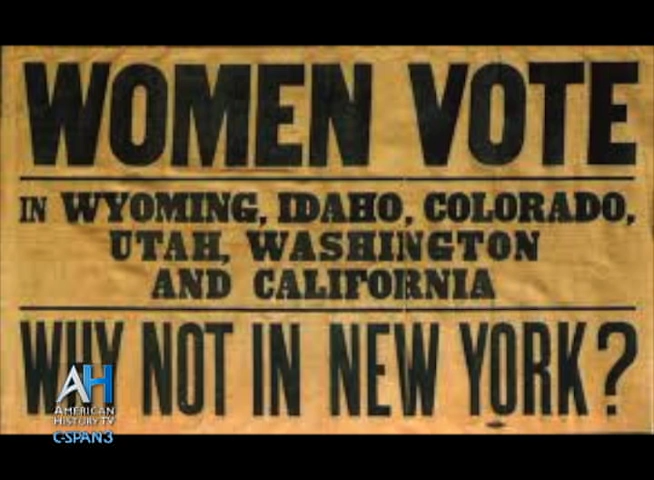 WOMEN VOTE
IN WYOMING, IDAHO, COLORADO,
UTAH, WASHINGTON
AND CALIFORNIA
WHY NOT IN NEW YORK?
AH
AMERICAN
HISTORY TV
C-SPAN3